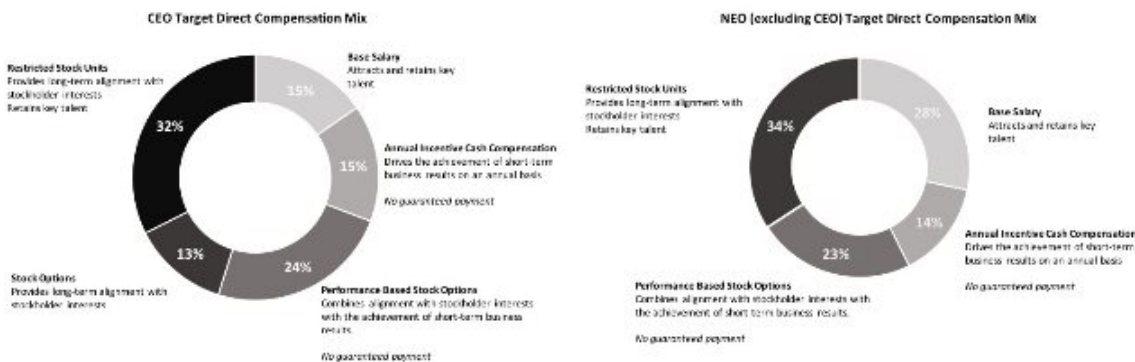 CEO Target Direct Compensation Mix
Restricted Stock Units
Provides long-term alignment with
stockholder interests
Retains key talent
32%
15%
Base Salary
Attracts and retains key
talent
15%
Annual Incentive Cash Compensation
Drives the achievement of short-term
business results on an annual basis
No guaranteed payment
13%
24%
Stock Options
Provides long-term alignment with
stockholder interests
Performance Based Stock Options
Combines alignment with stockholder interests
with the achievement of short-term business
results.
No guaranteed payment
NEO (excluding CEO) Target Direct Compensation Mix
Restricted Stock Units
Provides long-term alignment with
stockholder interests
Retains key talent
34%
28%
Base Salary
Attracts and retains key
talent
14%
Annual Incentive Cash Compensation
Drives the achievement of short-term
business results on an annual basis
No guaranteed payment
23%
Performance Based Stock Options
Combines alignment with stockholder interests with
the achievement of short term business results.
No guaranteed payment